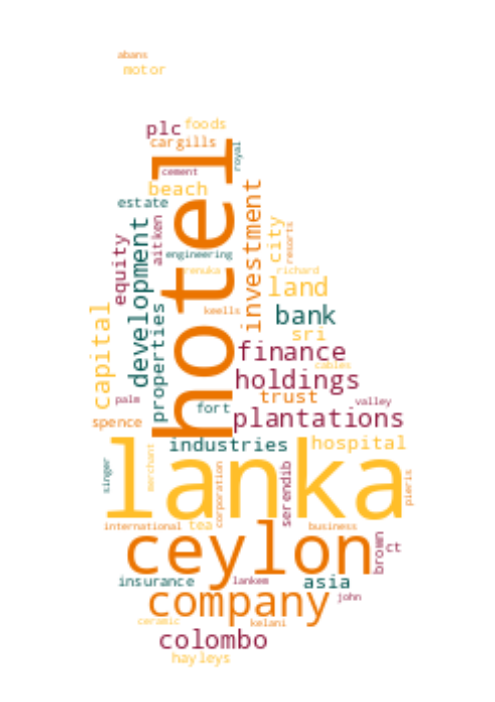 abans
motor
plc
foods
cargills
royal
hotel
cement
beach
estate
aitken
equity
development
engineering
investment
city
resorts
renuka
richard
land
capital
properties
keells
bank
sri
finance
cables
holdings
palm
fort
trust
valley
spence
plantations
industries
hospital
lanka
singer
merchant
corporation
serendib
pieris
international
tea
business
ceylon
brown
ct
insurance
lankem
asia
company
john
ceramic
kelani
colombo
hayleys